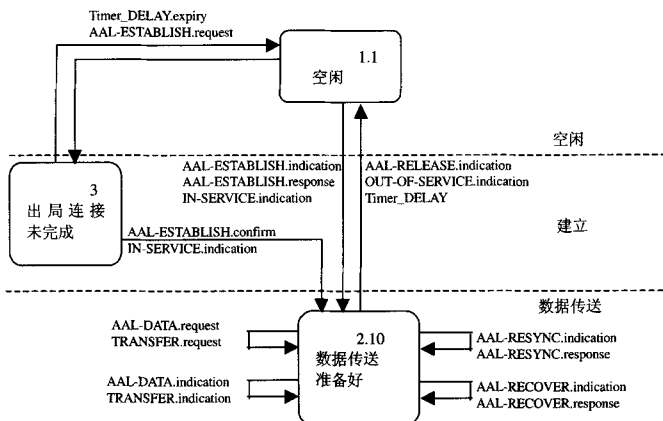 Timer_DELAY.expiry
AAL-ESTABLISH.request
1.1
空闲
空闲
AAL-ESTABLISH.indication
AAL-ESTABLISH.response
IN-SERVICE.indication
AAL-RELEASE.indication
OUT-OF-SERVICE.indication
Timer_DELAY
3
出局连接
未完成
建立
AAL-ESTABLISH.confirm
IN-SERVICE.indication
数据传送
AAL-DATA.request
TRANSFER.request
2.10
数据传送
准备好
AAL-RESYNC.indication
AAL-RESYNC.response
AAL-DATA.indication
TRANSFER.indication
AAL-RECOVER.indication
AAL-RECOVER.response